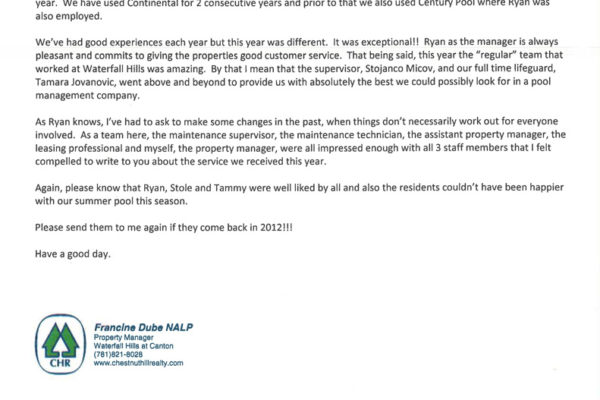 year.  We have used Continental for 2 consecutive years and prior to that we also used Century Pool where Ryan was
also employed.
We've had good experiences each year but this year was different.  It was exceptional!!  Ryan as the manager is always
pleasant and commits to giving the properties good customer service.  That being said, this year the "regular" team that
worked at Waterfall Hills was amazing.  By that I mean that the supervisor, Stojanco Micov, and our full time lifeguard,
Tamara Jovanovic, went above and beyond to provide us with absolutely the best we could possibly look for in a pool
management company.
As Ryan knows, I've had to ask to make some changes in the past, when things don't necessarily work out for everyone
involved.  As a team here, the maintenance supervisor, the maintenance technician, the assistant property manager, the
leasing professional and myself, the property manager, were all impressed enough with all 3 staff members that I felt
compelled to write to you about the service we received this year.
Again, please know that Ryan, Stole and Tammy were well liked by all and also the residents couldn't have been happier
with our summer pool this season.
Please send them to me again if they come back in 2012!!!
Have a good day.
Francine Dube NALP
Property Manager
Waterfall Hills at Canton
(781)821-8028
www.chestnuthillrealty.com
CHR